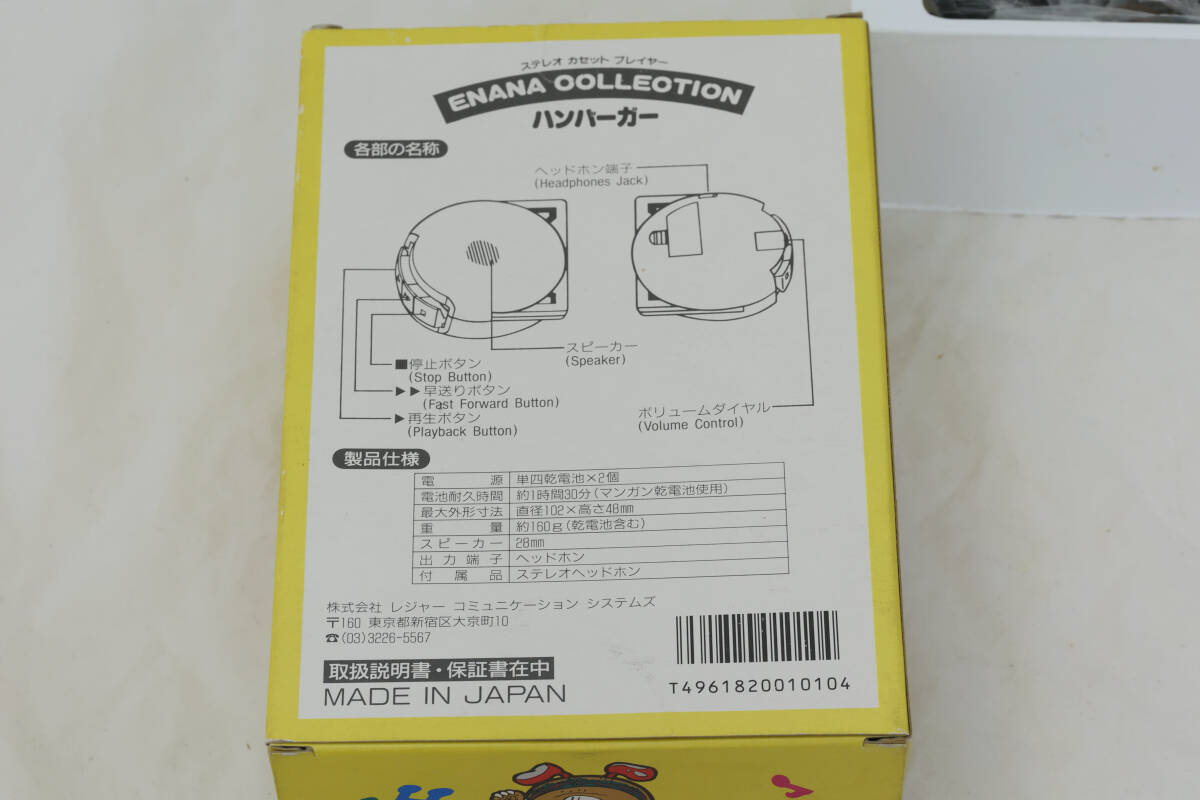 ステレオ カセット プレイヤー
ENANA COLLECTION
ハンバーガー
各部の名称
ヘッドホン端子
(Headphones Jack)
スピーカー
(Speaker)
■停止ボタン
(Stop Button)
▶▶早送りボタン
(Fast Forward Button)
▶再生ボタン
(Playback Button)
ボリュームダイヤル
(Volume Control)
製品仕様
電源 単四乾電池×2個
電池耐久時間 約1時間30分(マンガン乾電池使用)
最大外形寸法 直径102×高さ48mm
重量 約160g(乾電池含む)
スピーカー 28mm
出力端子 ヘッドホン
付属品 ステレオヘッドホン
株式会社 レジャー コミュニケーション システムズ
〒160 東京都新宿区大京町10
☎(03)3226-5567
取扱説明書・保証書在中
MADE IN JAPAN
T4961820010104